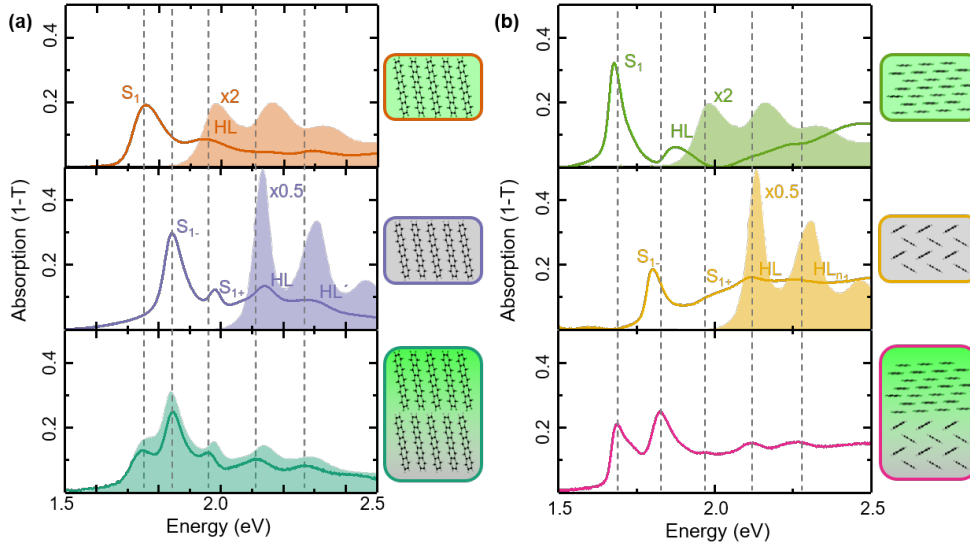 (a)
0.4
0.2
S1
x2
HL
0.4
0.2
S1-
S1+
x0.5
HL
HL
0.4
0.2
Absorption (1-T)
1.5
2.0
2.5
Energy (eV)
(b)
0.4
0.2
S1
x2
HL
0.4
0.2
S1-
S1+
x0.5
HL
HLn1
0.4
0.2
Absorption (1-T)
1.5
2.0
2.5
Energy (eV)